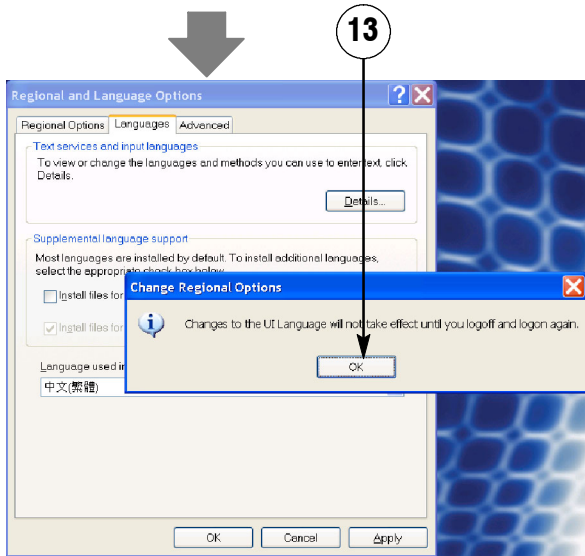 13
Regional and Language Options
Regional Options Languages Advanced
Text services and input languages
To view or change the languages and methods you can use to enter text, click
Details.
Details...
Supplemental language support
Most languages are installed by default. To install additional languages,
select the appropriate check box below.
Install files for
Install files for
Change Regional Options
Changes to the UI Language will not take effect until you logoff and logon again.
OK
Language used in
中文(繁體)
OK Cancel Apply